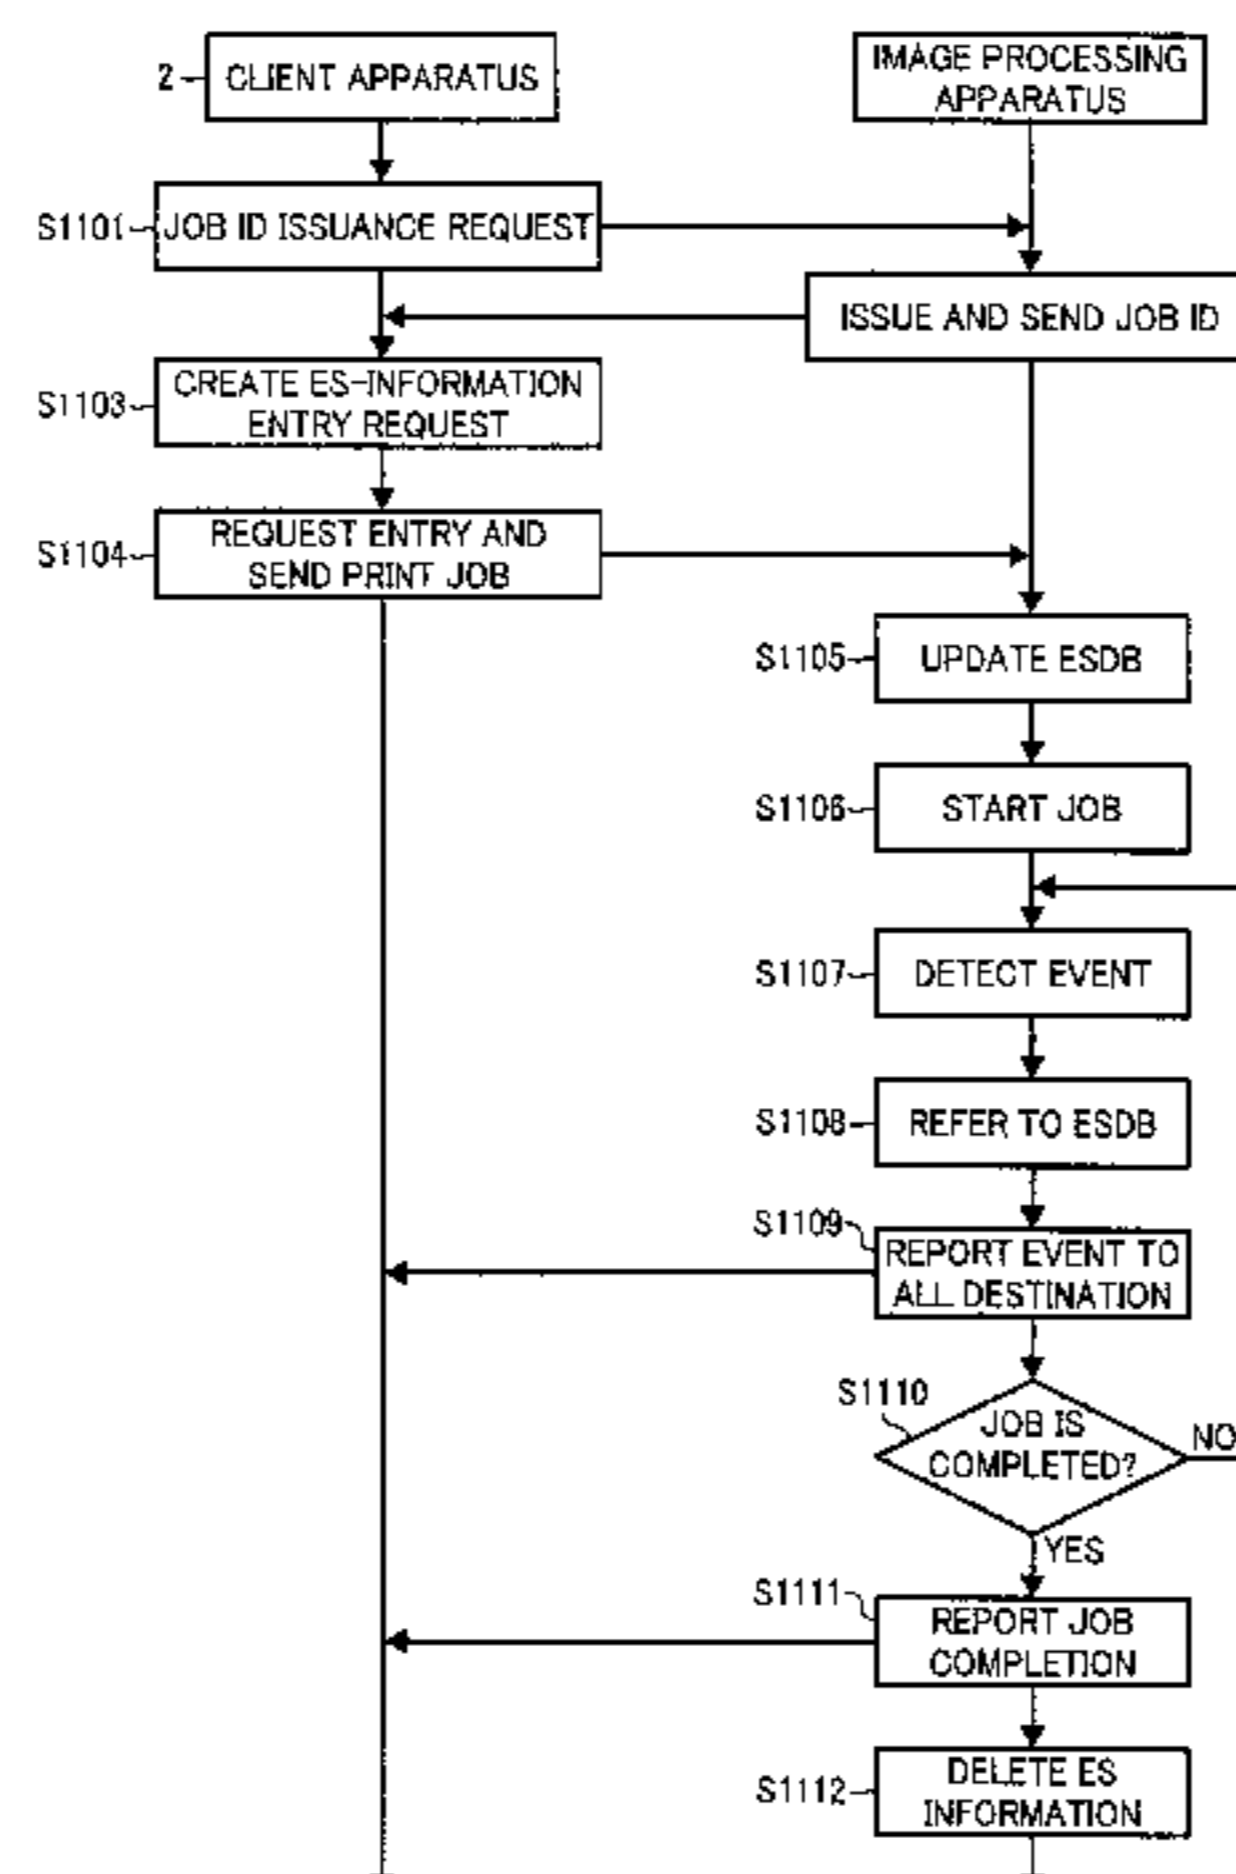 2
CLIENT APPARATUS
IMAGE PROCESSING
APPARATUS
S1101
JOB ID ISSUANCE REQUEST
ISSUE AND SEND JOB ID
S1103
CREATE ES-INFORMATION
ENTRY REQUEST
S1104
REQUEST ENTRY AND
SEND PRINT JOB
S1105
UPDATE ESDB
S1106
START JOB
S1107
DETECT EVENT
S1108
REFER TO ESDB
S1109
REPORT EVENT TO
ALL DESTINATION
S1110
JOB IS
COMPLETED?
NO
YES
S1111
REPORT JOB
COMPLETION
S1112
DELETE ES
INFORMATION